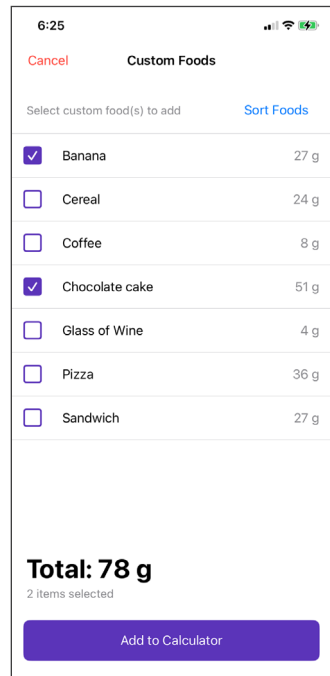 6:25
Cancel Custom Foods
Select custom food(s) to add Sort Foods
Banana 27 g
Cereal 24 g
Coffee 8 g
Chocolate cake 51 g
Glass of Wine 4 g
Pizza 36 g
Sandwich 27 g
Total: 78 g
2 items selected
Add to Calculator